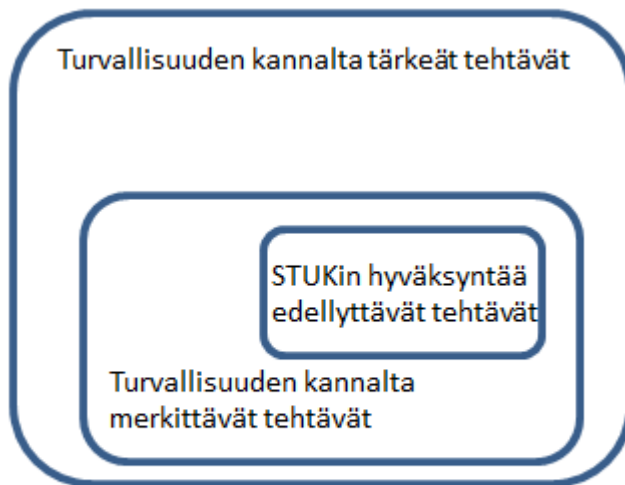 Turvallisuuden kannalta tärkeät tehtävät
STUKin hyväksyntää
edellyttävät tehtävät
Turvallisuuden kannalta
merkittävät tehtävät